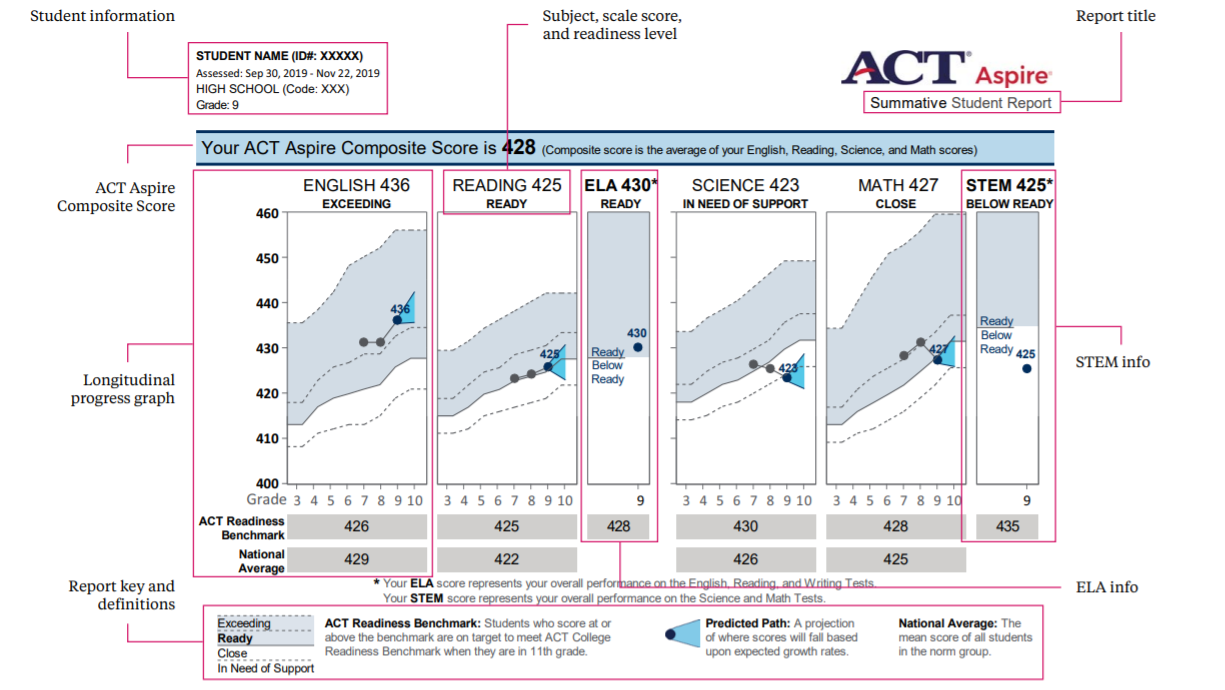 Student information
Subject, scale score,
and readiness level
Report title
STUDENT NAME (ID#: XXXXX)
Assessed: Sep 30, 2019 - Nov 22, 2019
HIGH SCHOOL (Code: XXX)
Grade: 9
ACT® Aspire®
Summative Student Report
Your ACT Aspire Composite Score is 428 (Composite score is the average of your English, Reading, Science, and Math scores)
ACT Aspire
Composite Score
ENGLISH 436
EXCEEDING
READING 425
READY
ELA 430*
READY
SCIENCE 423
IN NEED OF SUPPORT
MATH 427
CLOSE
STEM 425*
BELOW READY
460
450
440
430
420
410
400
436
425
430
Ready
Below
Ready
423
427
Ready
Below
Ready
425
Longitudinal
progress graph
STEM info
Grade 3 4 5 6 7 8 9 10
3 4 5 6 7 8 9 10
9
3 4 5 6 7 8 9 10
3 4 5 6 7 8 9 10
9
ACT Readiness
Benchmark
426 425 428 430 428 435
National
Average
429 422 426 425
* Your ELA score represents your overall performance on the English, Reading, and Writing Tests.
Your STEM score represents your overall performance on the Science and Math Tests.
ELA info
Report key and
definitions
Exceeding
Ready
Close
In Need of Support
ACT Readiness Benchmark: Students who score at or
above the benchmark are on target to meet ACT College
Readiness Benchmark when they are in 11th grade.
Predicted Path: A projection
of where scores will fall based
upon expected growth rates.
National Average: The
mean score of all students
in the norm group.